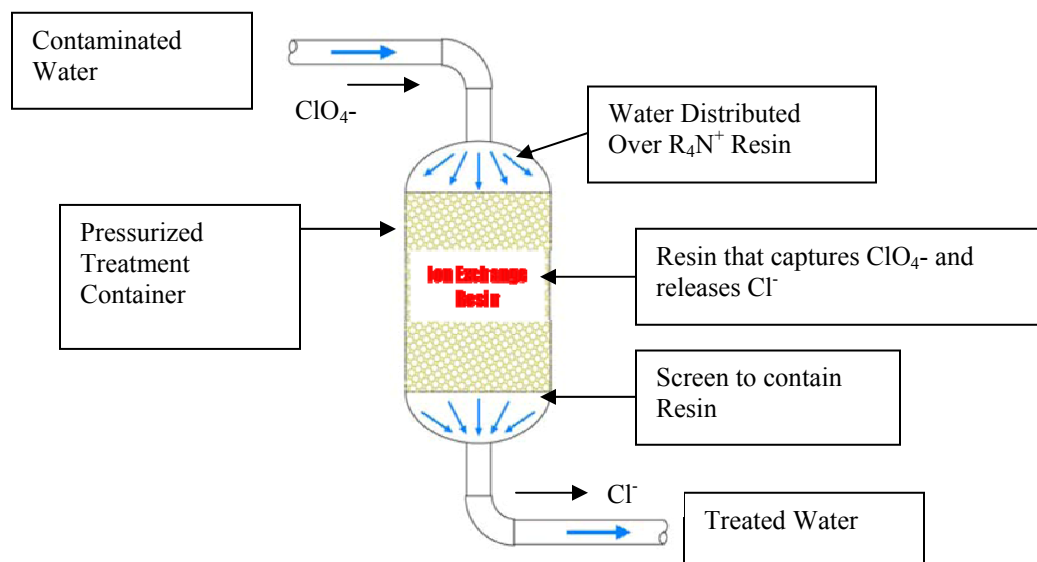 Contaminated
Water
ClO₄-
Water Distributed
Over R₄N⁺ Resin
Pressurized
Treatment
Container
Ion Exchange
Resin
Resin that captures ClO₄- and
releases Cl⁻
Screen to contain
Resin
Cl⁻
Treated Water